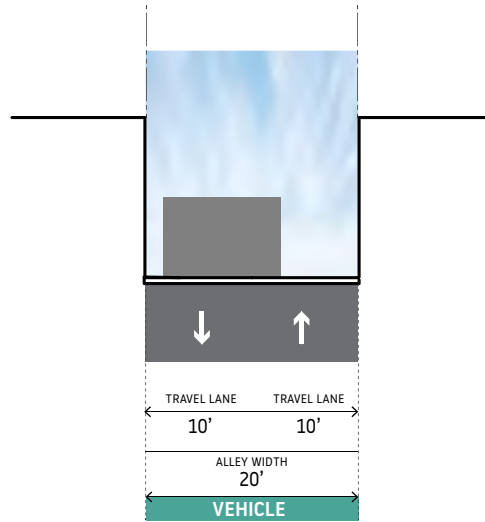 TRAVEL LANE TRAVEL LANE
10’ 10’
ALLEY WIDTH
20’
VEHICLE